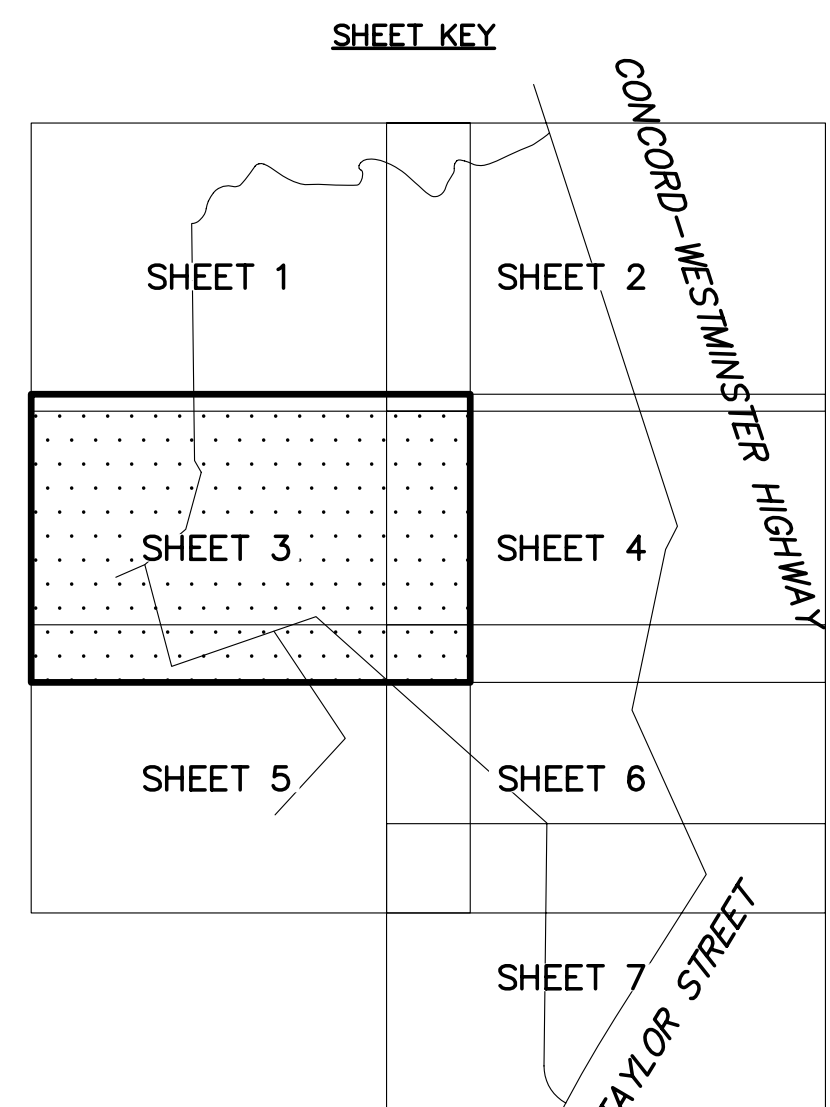 SHEET KEY
CONCORD-WESTMINSTER HIGHWAY
SHEET 1
SHEET 2
SHEET 3
SHEET 4
SHEET 5
SHEET 6
SHEET 7
TAYLOR STREET